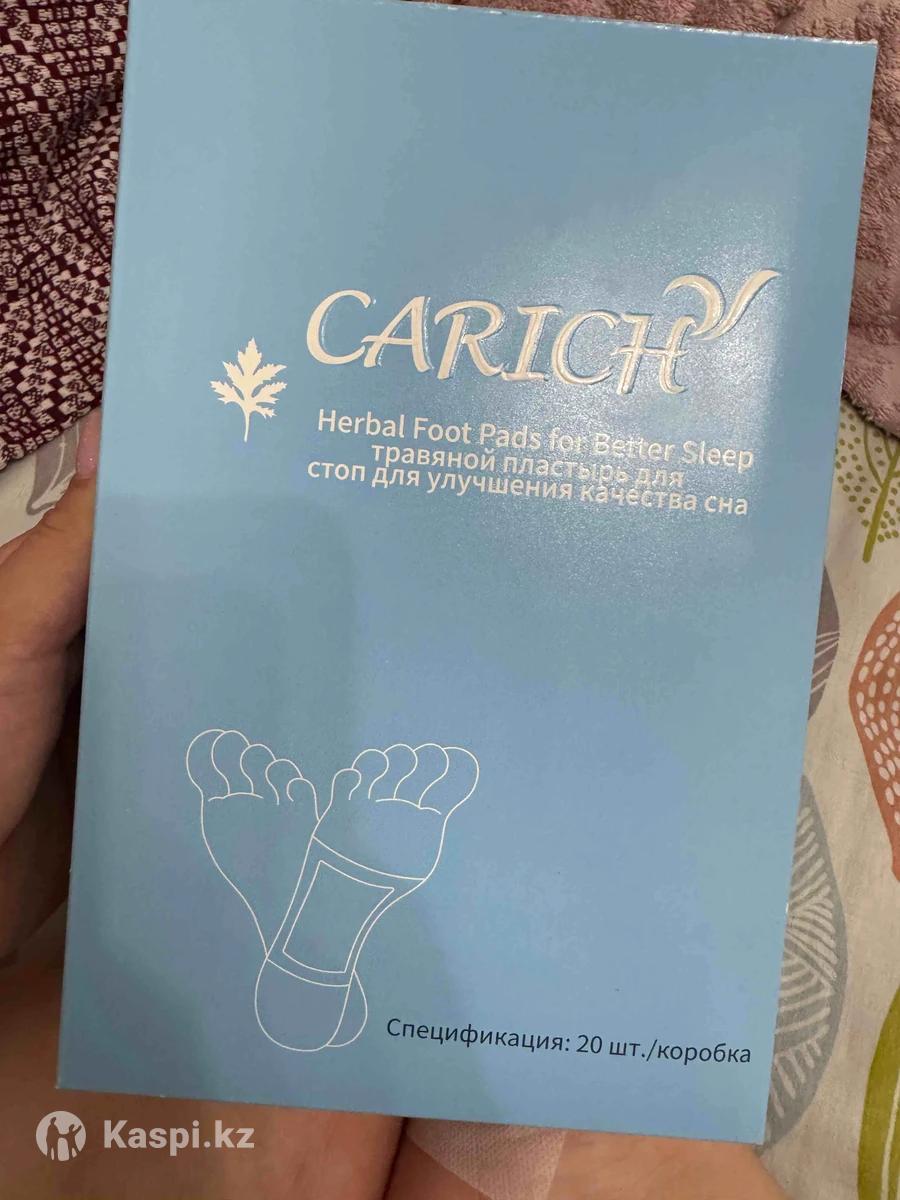 CARICH
Herbal Foot Pads for Better Sleep
травяной пластырь для
стоп для улучшения качества сна
Спецификация: 20 шт./коробка
Kaspi.kz